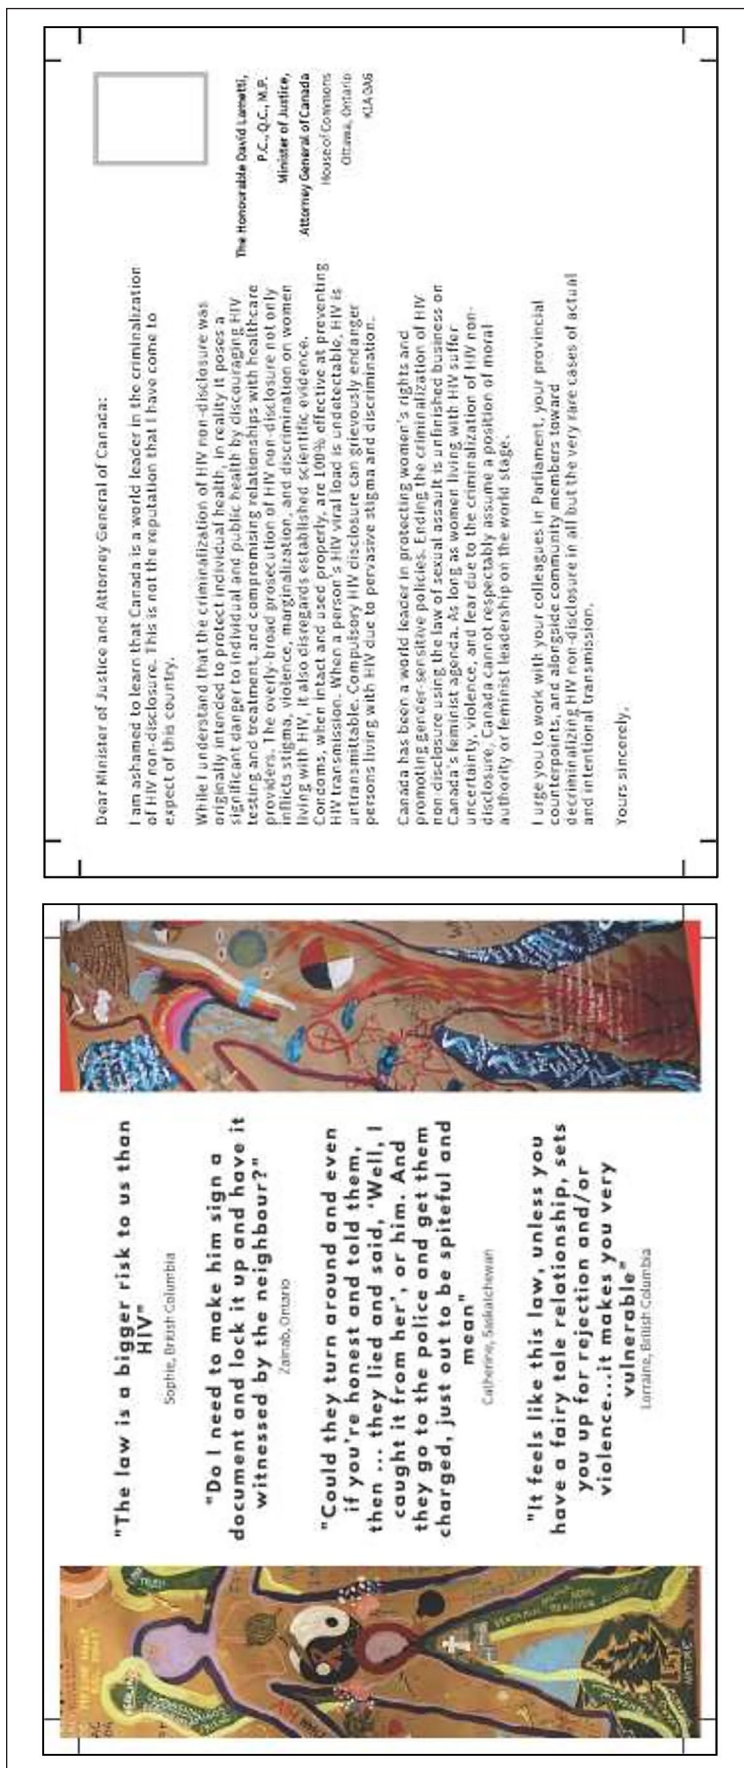 Dear Minister of Justice and Attorney General of Canada:
I am ashamed to learn that Canada is a world leader in the criminalization
of HIV non-disclosure. This is not the reputation that I have come to
expect of this country.
While I understand that the criminalization of HIV non-disclosure was
originally intended to protect individual health, in reality it poses a
significant danger to individual and public health by discouraging HIV
testing and treatment, and compromising relationships with healthcare
providers. The overly-broad prosecution of HIV non-disclosure not only
inflicts stigma, violence, marginalization, and discrimination on women
living with HIV, it also disregards established scientific evidence.
Condoms, when intact and used properly, are 100% effective at preventing
HIV transmission. When a person's HIV viral load is undetectable, HIV is
untransmittable. Compulsory HIV disclosure can grievously endanger
persons living with HIV due to pervasive stigma and discrimination.
Canada has been a world leader in protecting women's rights and
promoting gender-sensitive policies. Ending the criminalization of HIV
non disclosure using the law of sexual assault is unfinished business on
Canada's feminist agenda. As long as women living with HIV suffer
uncertainty, violence, and fear due to the criminalization of HIV non-
disclosure, Canada cannot respectably assume a position of moral
authority or feminist leadership on the world stage.
I urge you to work with your colleagues in Parliament, your provincial
counterpoints, and alongside community members toward
decriminalizing HIV non-disclosure in all but the very rare cases of actual
and intentional transmission.
Yours sincerely,
The Honourable David Lametti,
P.C., Q.C., M.P.
Minister of Justice,
Attorney General of Canada
House of Commons
Ottawa, Ontario
K1A 0A6
"The law is a bigger risk to us than
HIV"
Sophie, British Columbia
"Do I need to make him sign a
document and lock it up and have it
witnessed by the neighbour?"
Zainab, Ontario
"Could they turn around and even
if you're honest and told them,
then ... they lied and said, 'Well, I
caught it from her', or him. And
they go to the police and get them
charged, just out to be spiteful and
mean"
Catherine, Saskatchewan
"It feels like this law, unless you
have a fairy tale relationship, sets
you up for rejection and/or
violence...it makes you very
vulnerable"
Lorraine, British Columbia
NATURE